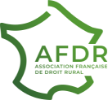 AFDR
ASSOCIATION FRANÇAISE
DE DROIT RURAL